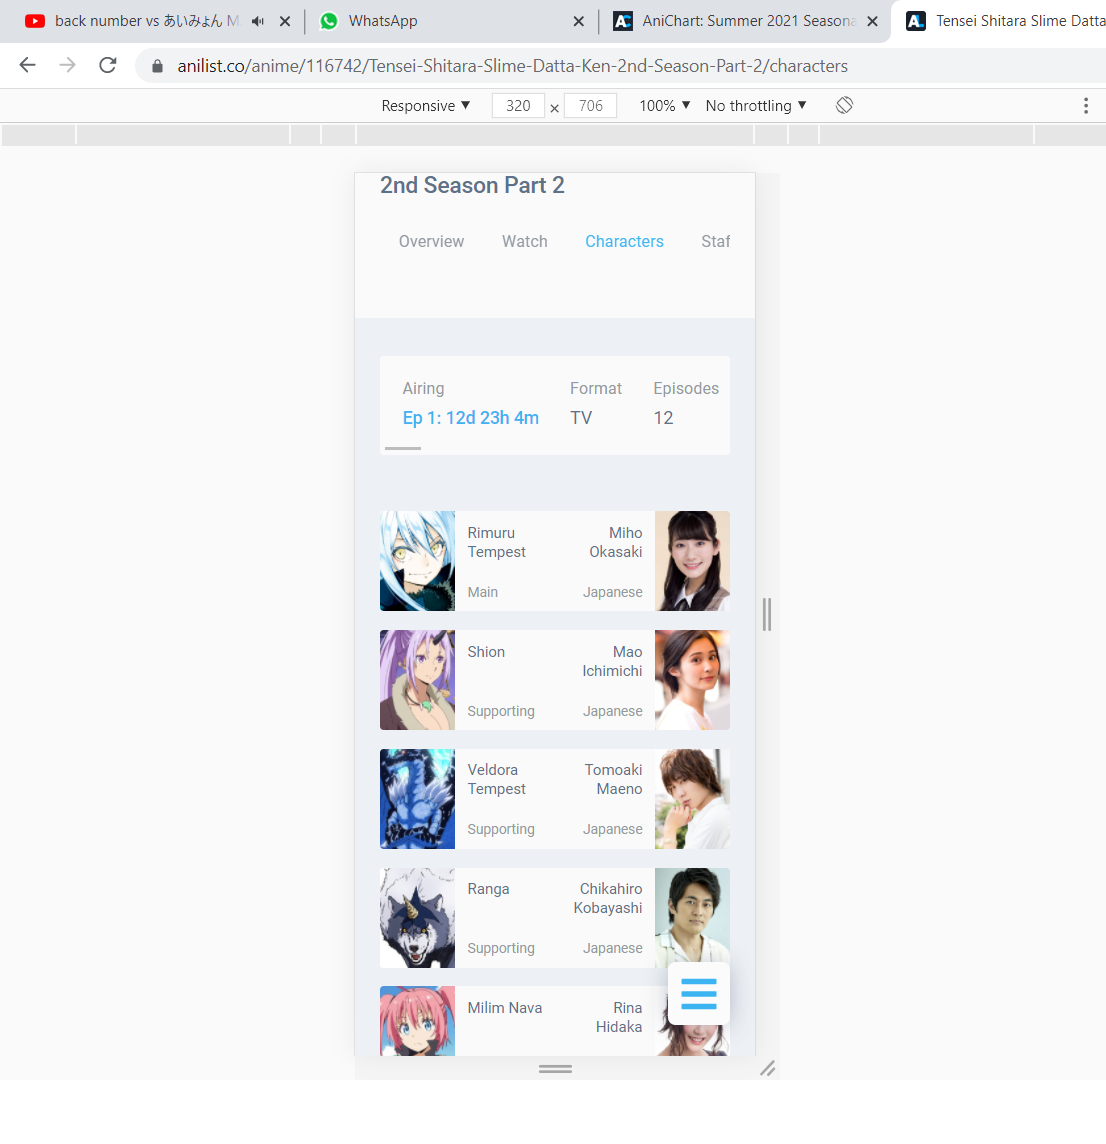 back number vs あいみょん M
WhatsApp
AniChart: Summer 2021 Seasona
Tensei Shitara Slime Datta
anilist.co/anime/116742/Tensei-Shitara-Slime-Datta-Ken-2nd-Season-Part-2/characters
Responsive ▼ 320 × 706 100% ▼ No throttling ▼
2nd Season Part 2
Overview Watch Characters Staf
Airing Format Episodes
Ep 1: 12d 23h 4m TV 12
Rimuru Miho
Tempest Okasaki
Main Japanese
Shion Mao
Ichimichi
Supporting Japanese
Veldora Tomoaki
Tempest Maeno
Supporting Japanese
Ranga Chikahiro
Kobayashi
Supporting Japanese
Milim Nava Rina
Hidaka